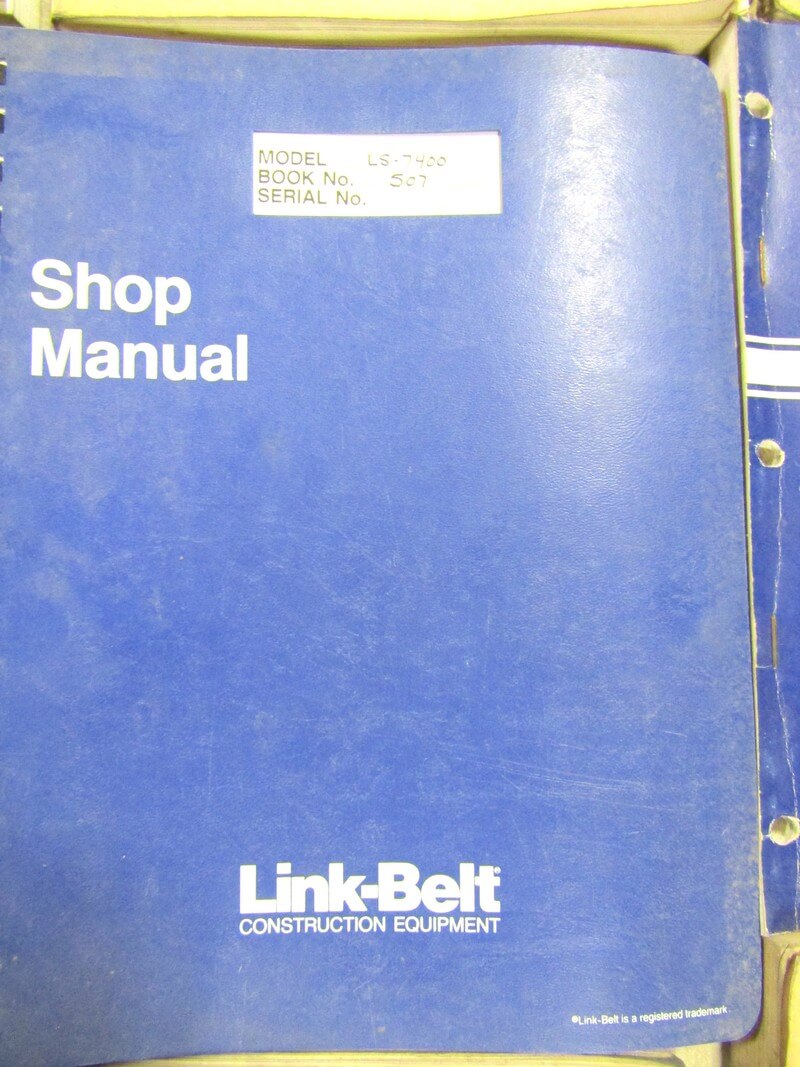 MODEL LS-7400
BOOK No. 507
SERIAL No.
Shop
Manual
Link-Belt®
CONSTRUCTION EQUIPMENT
®Link-Belt is a registered trademark